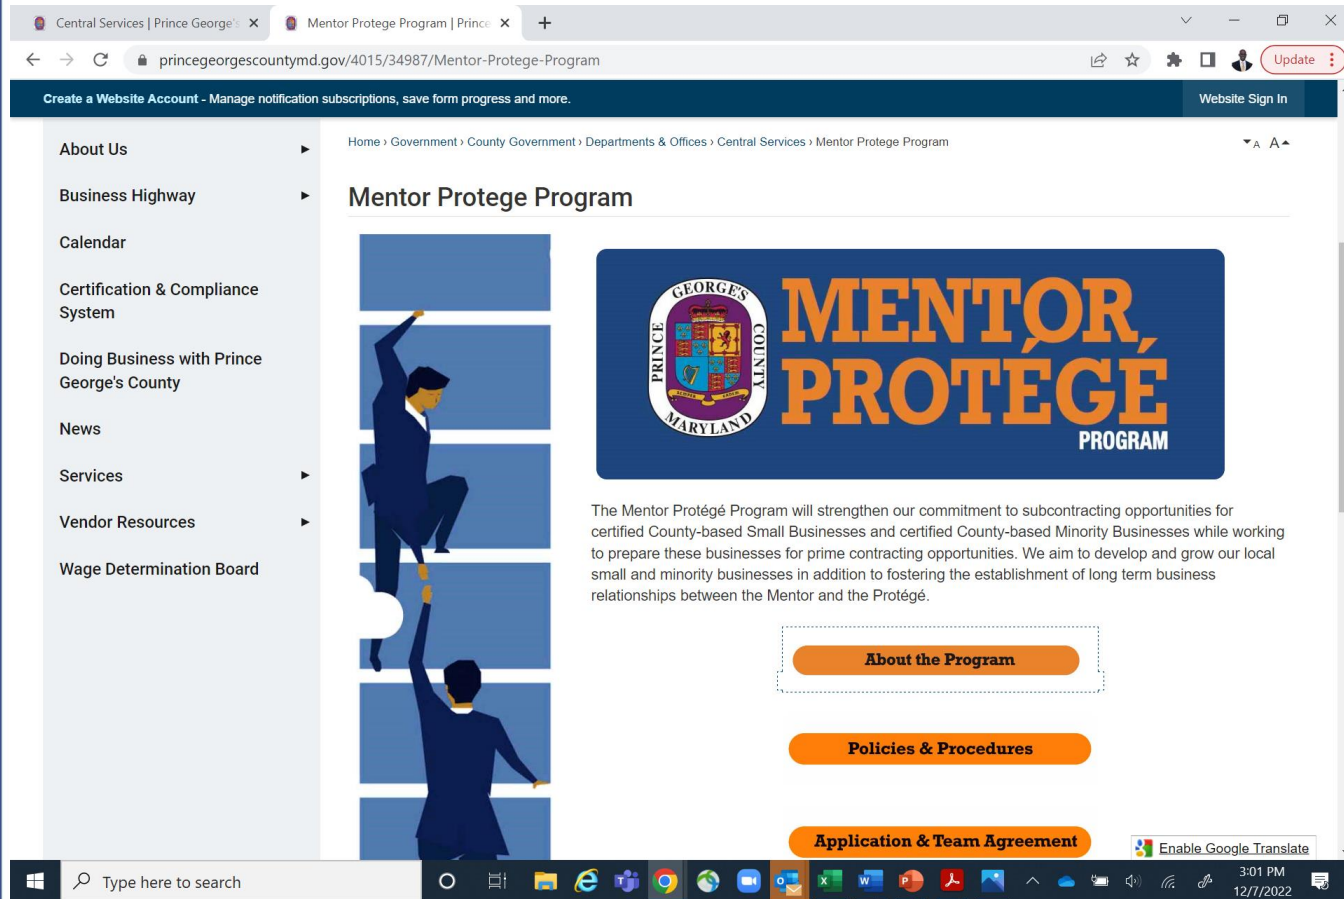 Central Services | Prince George's
Mentor Protege Program | Prince
princegeorgescountymd.gov/4015/34987/Mentor-Protege-Program
Update
Create a Website Account - Manage notification subscriptions, save form progress and more.
Website Sign In
About Us
Business Highway
Calendar
Certification & Compliance
System
Doing Business with Prince
George's County
News
Services
Vendor Resources
Wage Determination Board
Home › Government › County Government › Departments & Offices › Central Services › Mentor Protege Program
A A
Mentor Protege Program
PRINCE GEORGE'S COUNTY MARYLAND
MENTOR
PROTÉGÉ
PROGRAM
The Mentor Protégé Program will strengthen our commitment to subcontracting opportunities for
certified County-based Small Businesses and certified County-based Minority Businesses while working
to prepare these businesses for prime contracting opportunities. We aim to develop and grow our local
small and minority businesses in addition to fostering the establishment of long term business
relationships between the Mentor and the Protégé.
About the Program
Policies & Procedures
Application & Team Agreement
Enable Google Translate
Type here to search
3:01 PM
12/7/2022